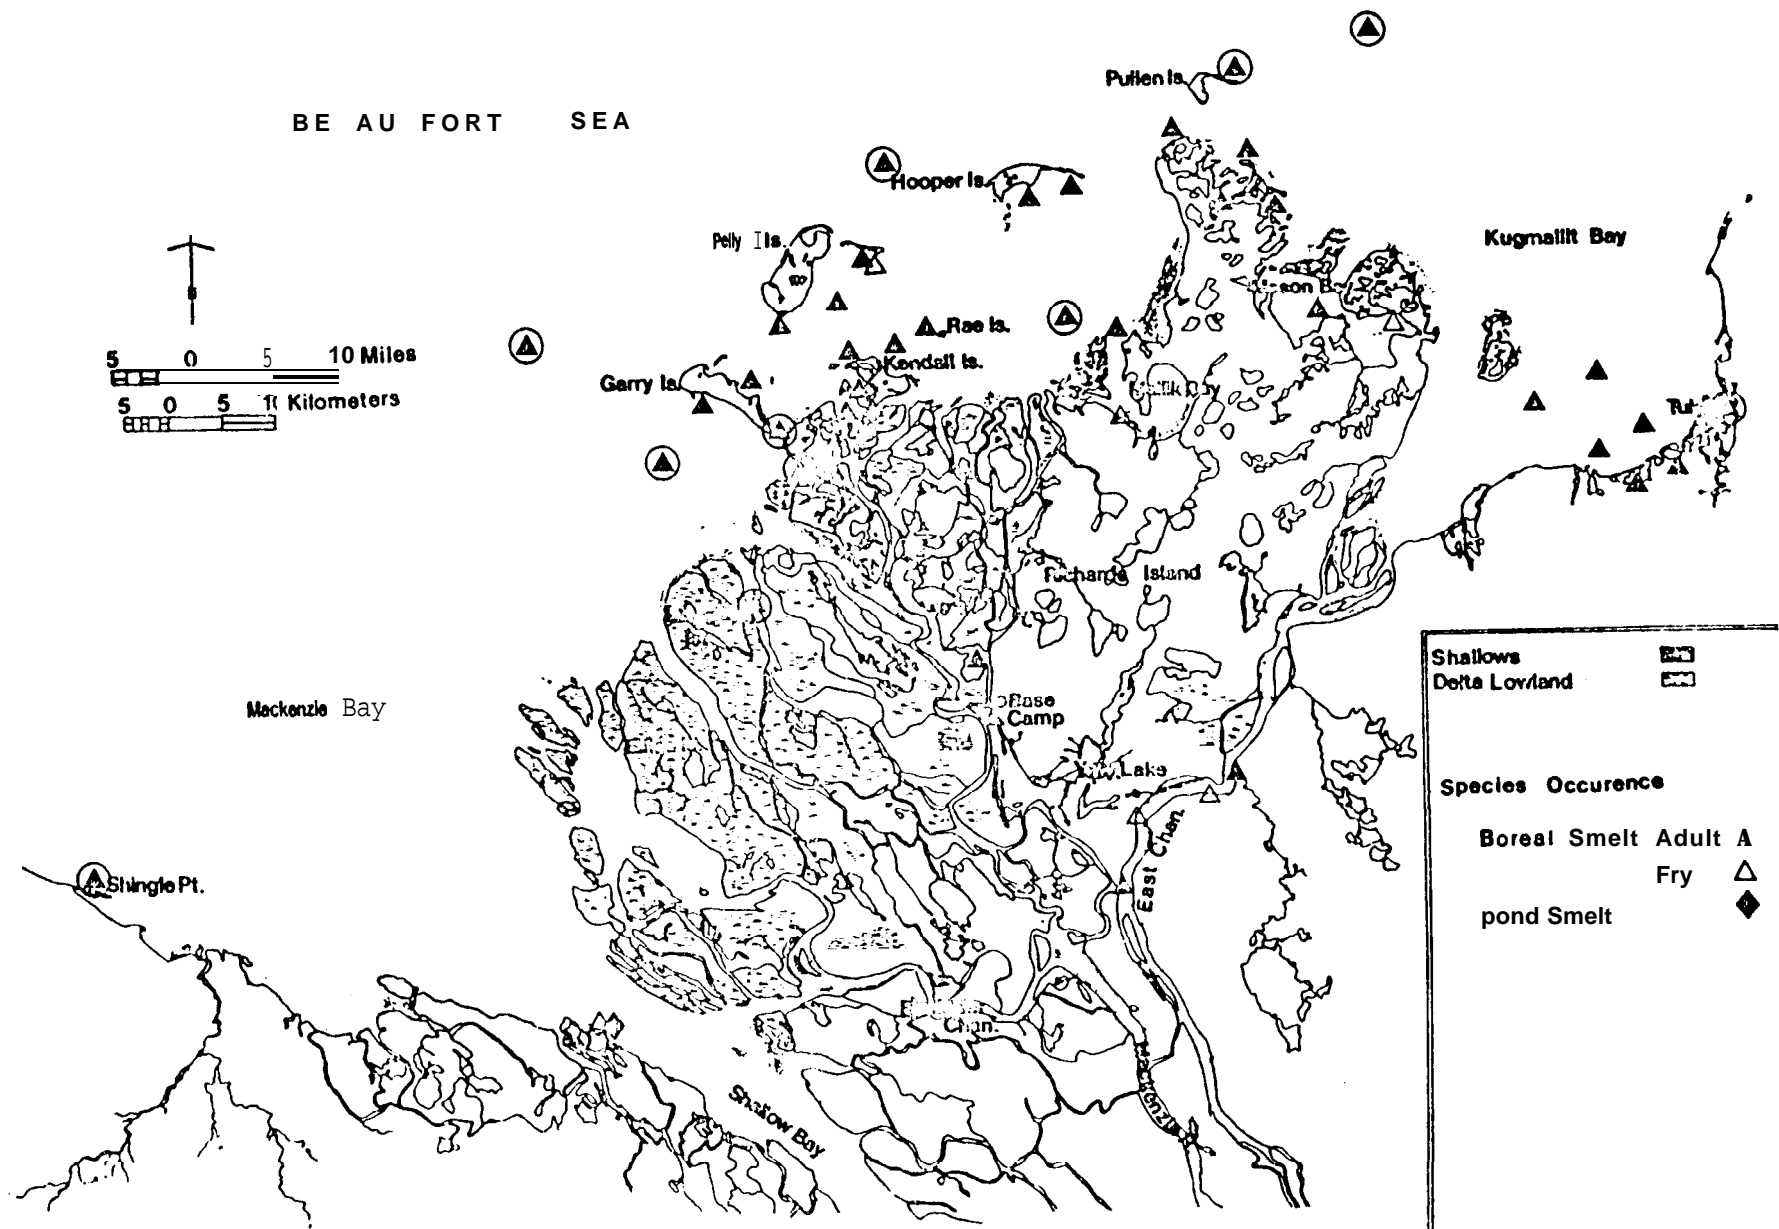 Pullen Is.
BE AU FORT SEA
Hooper Is.
Pelly Is.
Kugmallit Bay
5 0 5 10 Miles
Rae Is.
Kendall Is.
Garry Is.
5 0 5 Kilometers
Island
Shallows
Delta Lowland
Mackenzie Bay
Base
Camp
Lake
Species Occurence
East Chan.
Boreal Smelt Adult
Fry
Shingle Pt.
pond Smelt
Chan.
Shallow Bay